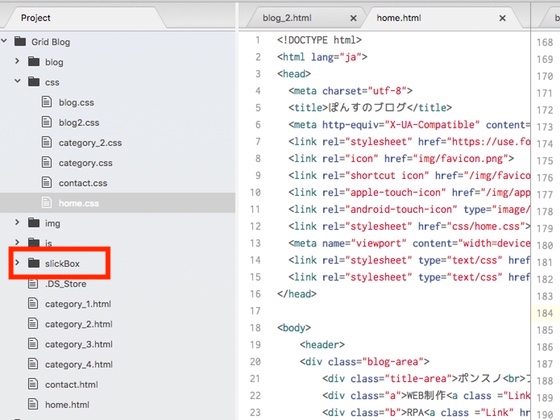 Project
Grid Blog
blog
css
blog.css
blog2.css
category_2.css
category.css
contact.css
home.css
img
js
slickBox
.DS_Store
category_1.html
category_2.html
category_3.html
category_4.html
contact.html
home.html
blog_2.html
home.html
1 <!DOCTYPE html>
2 <html lang="ja">
3 <head>
4 <meta charset="utf-8">
5 <title>ぽんすのブログ</title>
6 <meta http-equiv="X-UA-Compatible" content=
7 <link rel="stylesheet" href="https://use.fo
8 <link rel="icon" href="img/favicon.png">
9 <link rel="shortcut icon" href="/img/favico
10 <link rel="apple-touch-icon" href="/img/app
11 <link rel="android-touch-icon" type="image/
12 <link rel="stylesheet" href="css/home.css">
13 <meta name="viewport" content="width=device
14 <link rel="stylesheet" type="text/css" href
15 <link rel="stylesheet" type="text/css" href
16 </head>
17
18 <body>
19 <header>
20 <div class="blog-area">
21 <div class="title-area">ポンスノ<br>ブ
22 <div class="a">WEB制作<a class ="Link"
23 <div class="b">RPA<a class ="Link" href
b
168
169
170
171
172
173
174
175
176
177
178
179
180
181
182
183
184
185
186
187
188
189
190